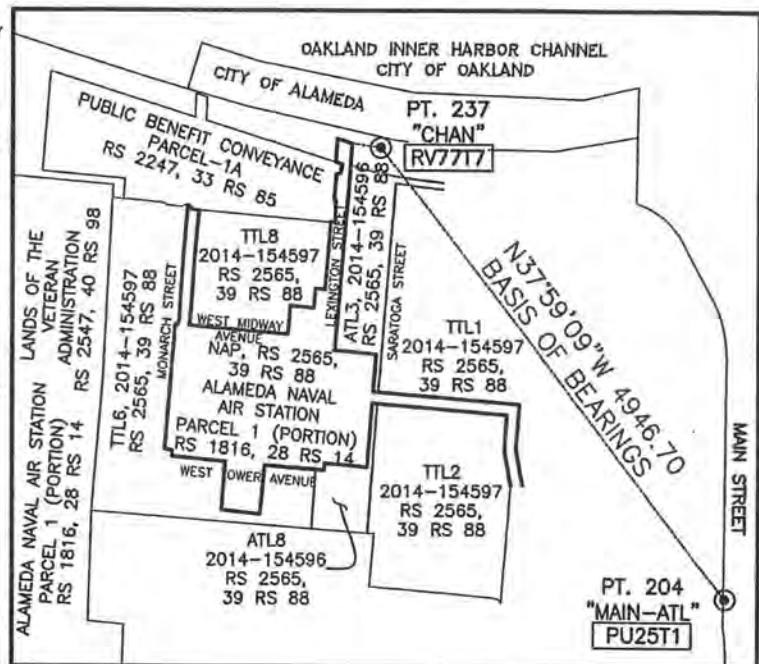 OAKLAND INNER HARBOR CHANNEL
CITY OF OAKLAND
CITY OF ALAMEDA
PT. 237
"CHAN"
RV77T7
PUBLIC BENEFIT CONVEYANCE
PARCEL-1A
RS 2247, 33 RS 85
LANDS OF THE
VETERAN
ADMINISTRATION
RS 2547, 40 RS 98
ALAMEDA NAVAL AIR STATION
PARCEL 1 (PORTION)
RS 1816, 28 RS 14
TTL6, 2014-154597
RS 2565, 39 RS 88
MONARCH STREET
TTL8
2014-154597
RS 2565,
39 RS 88
WEST MIDWAY
AVENUE
LEXINGTON STREET
ATL3, 2014-154596
RS 2565, 39 RS 88
SARATOGA STREET
TTL1
2014-154597
RS 2565,
39 RS 88
N37°59'09"W 4946.70
BASIS OF BEARINGS
NAP, RS 2565,
39 RS 88
ALAMEDA NAVAL
AIR STATION
PARCEL 1 (PORTION)
RS 1816, 28 RS 14
WEST OWER AVENUE
TTL2
2014-154597
RS 2565,
39 RS 88
ATL8
2014-154596
RS 2565,
39 RS 88
MAIN STREET
PT. 204
"MAIN-ATL"
PU25T1